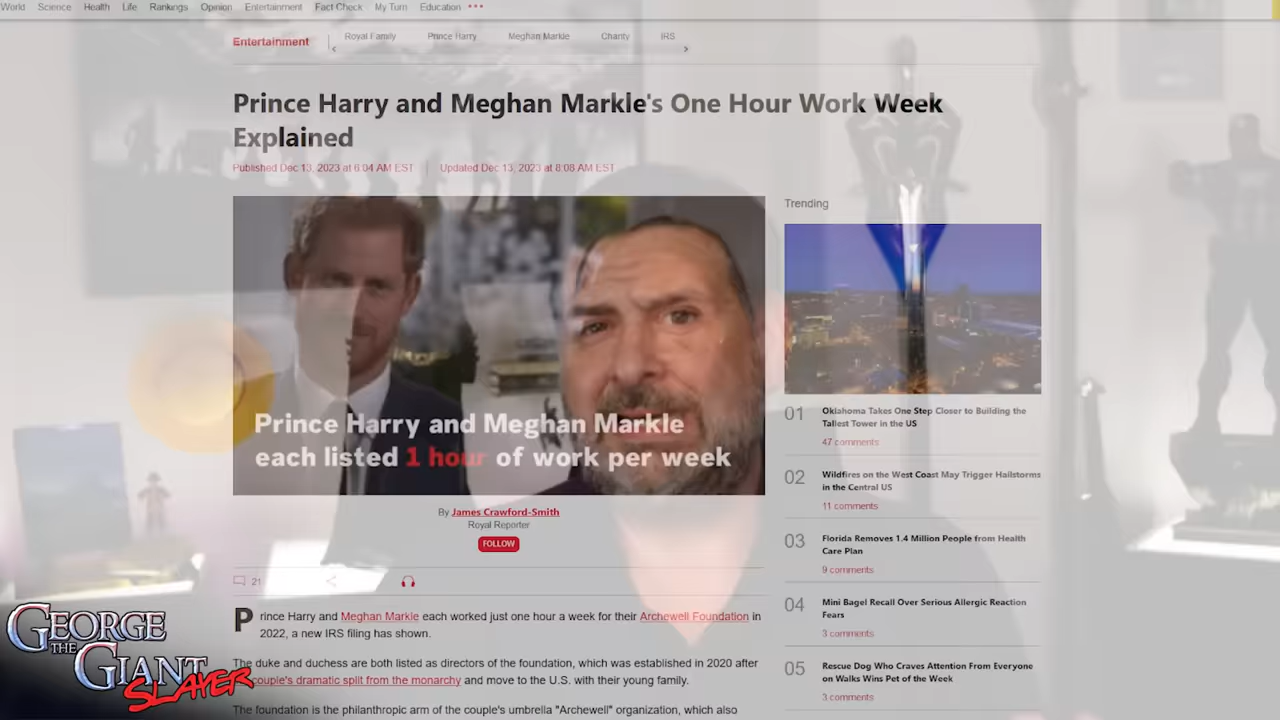 World Science Health Life Rankings Opinion Entertainment Fact Check My Turn Education
Entertainment
Royal Family Prince Harry Meghan Markle Charity IRS
Prince Harry and Meghan Markle's One Hour Work Week
Explained
Published Dec 13, 2023 at 6:04 AM EST Updated Dec 13, 2023 at 8:08 AM EST
Prince Harry and Meghan Markle
each listed 1 hour of work per week
By James Crawford-Smith
Royal Reporter
FOLLOW
21
Prince Harry and Meghan Markle each worked just one hour a week for their Archewell Foundation in
2022, a new IRS filing has shown.
The duke and duchess are both listed as directors of the foundation, which was established in 2020 after
couple's dramatic split from the monarchy and move to the U.S. with their young family.
The foundation is the philanthropic arm of the couple's umbrella "Archewell" organization, which also
Trending
01
Oklahoma Takes One Step Closer to Building the
Tallest Tower in the US
47 comments
02
Wildfires on the West Coast May Trigger Hailstorms
in the Central US
11 comments
03
Florida Removes 1.4 Million People from Health
Care Plan
9 comments
04
Mini Bagel Recall Over Serious Allergic Reaction
Fears
3 comments
05
Rescue Dog Who Craves Attention From Everyone
on Walks Wins Pet of the Week
3 comments
GEORGE
THE
GIANT
SLAYER